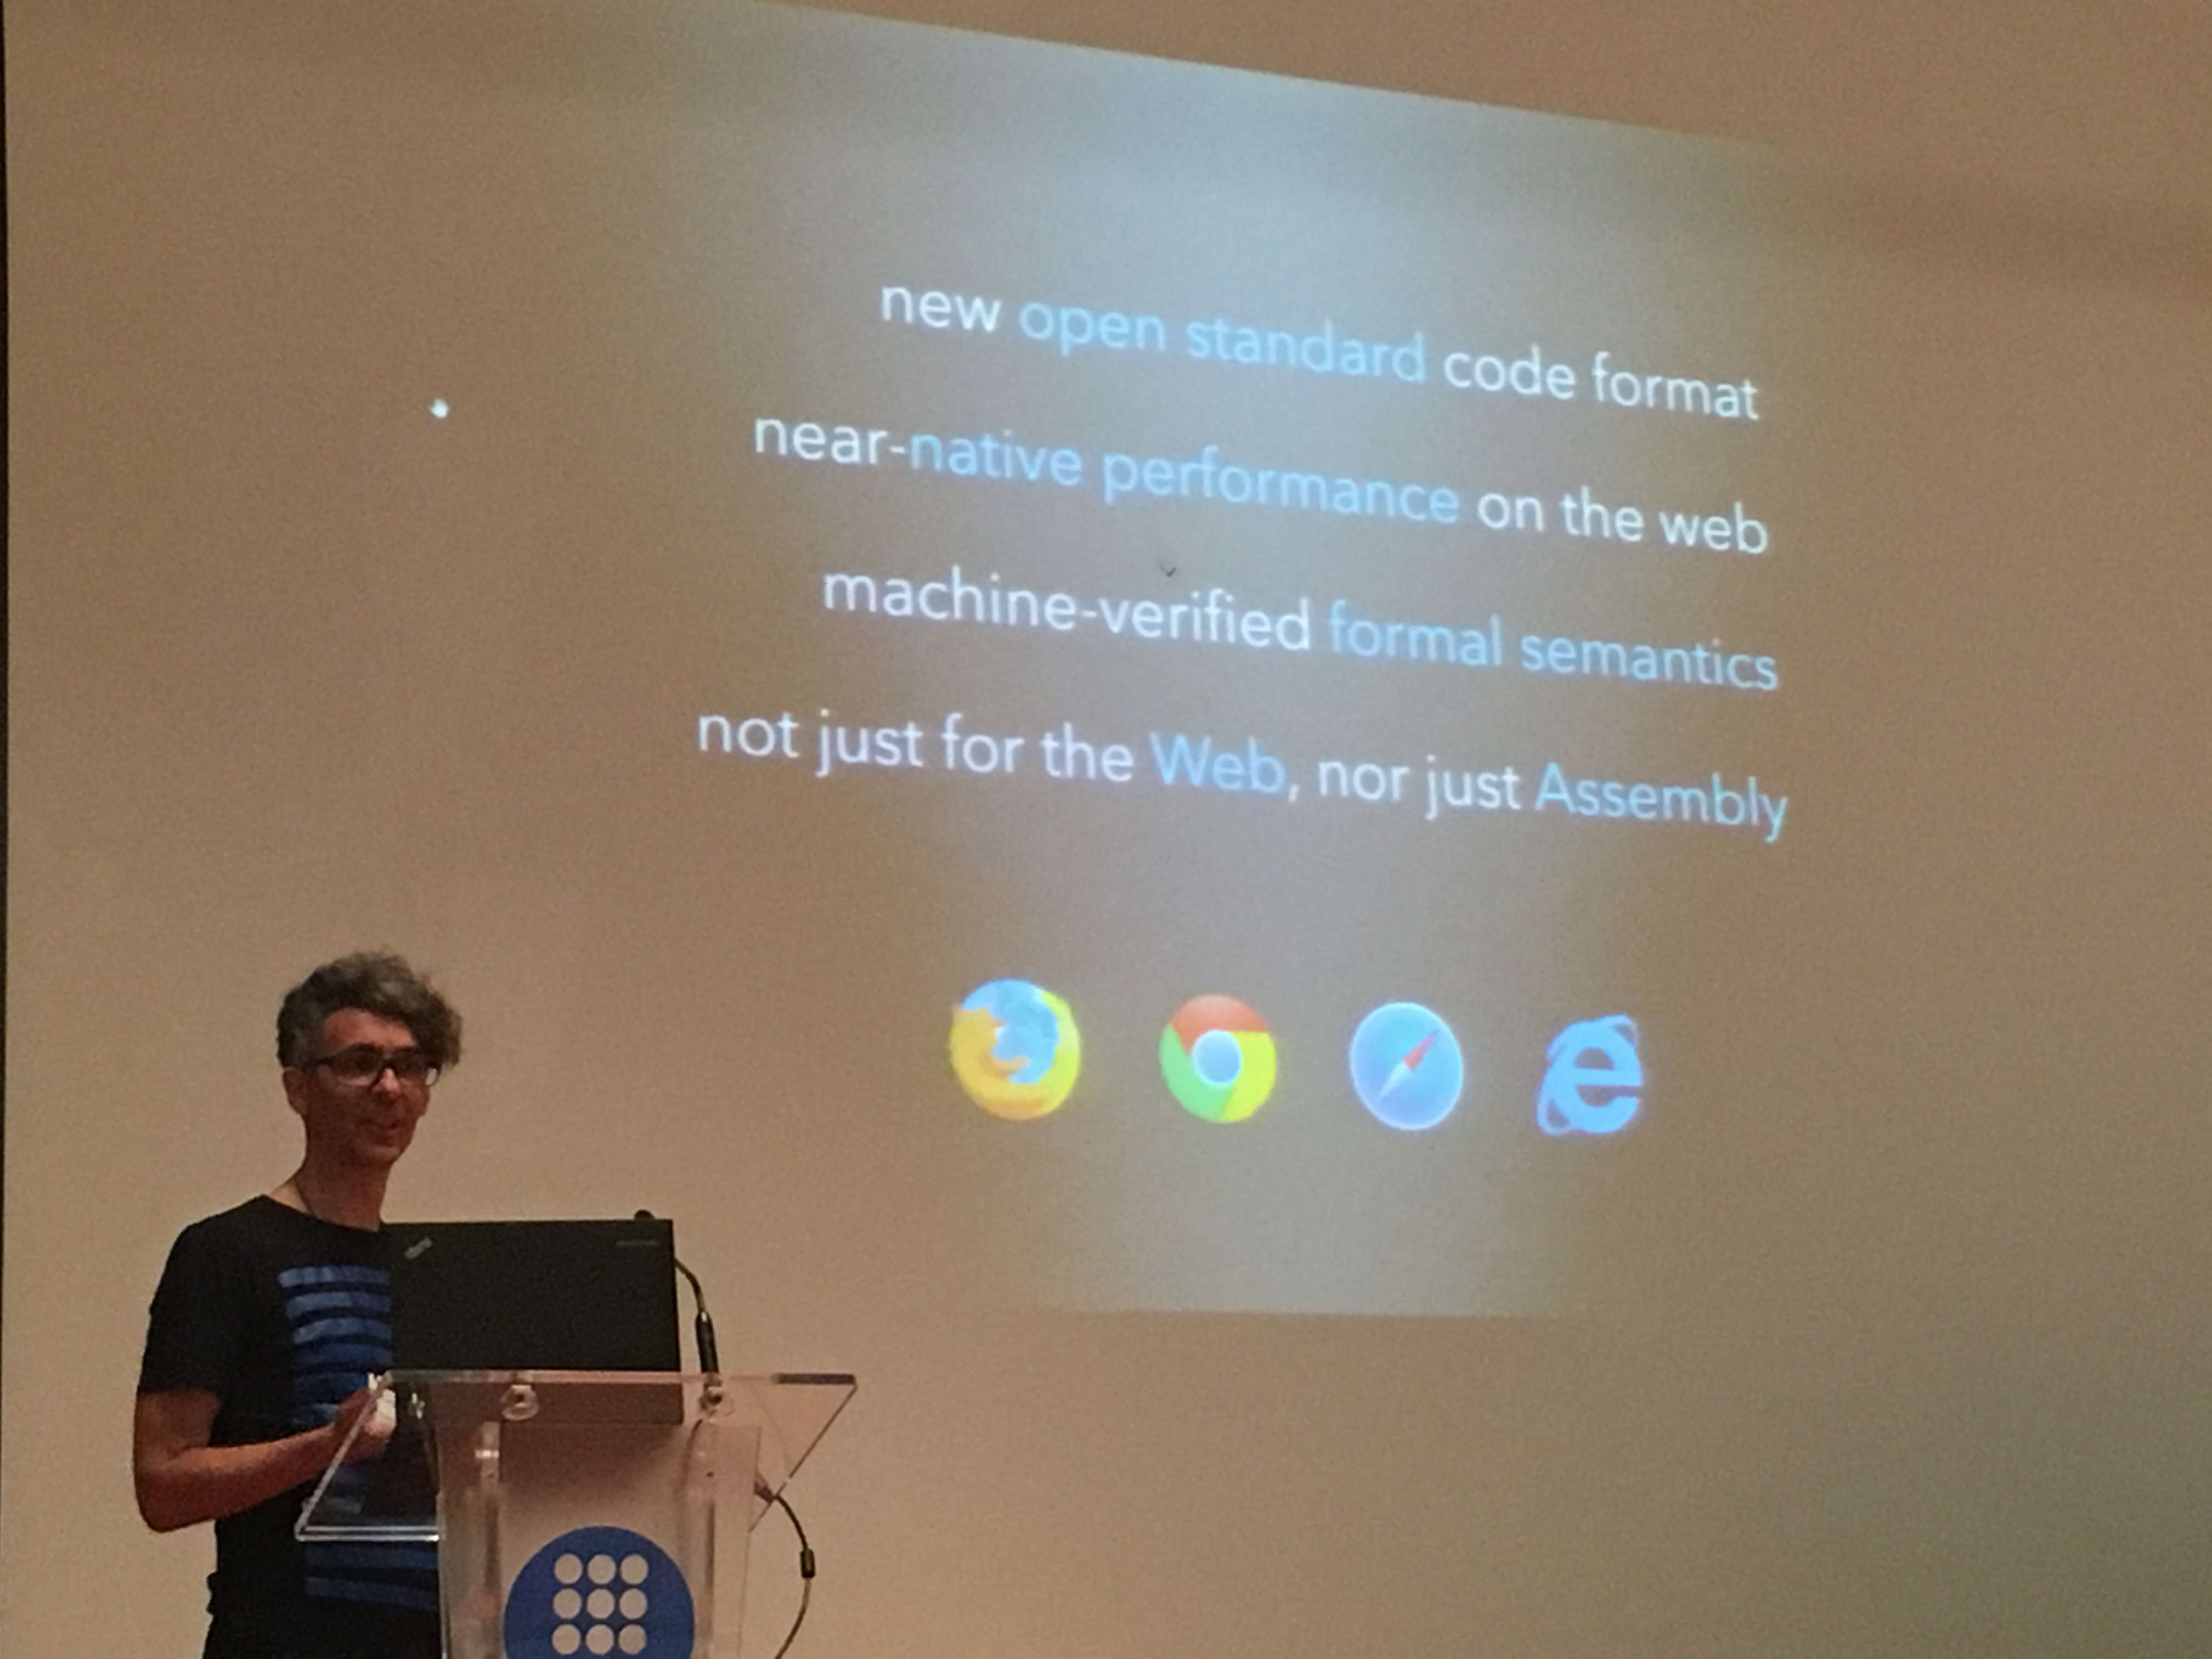 new open standard code format
near-native performance on the web
machine-verified formal semantics
not just for the Web, nor just Assembly